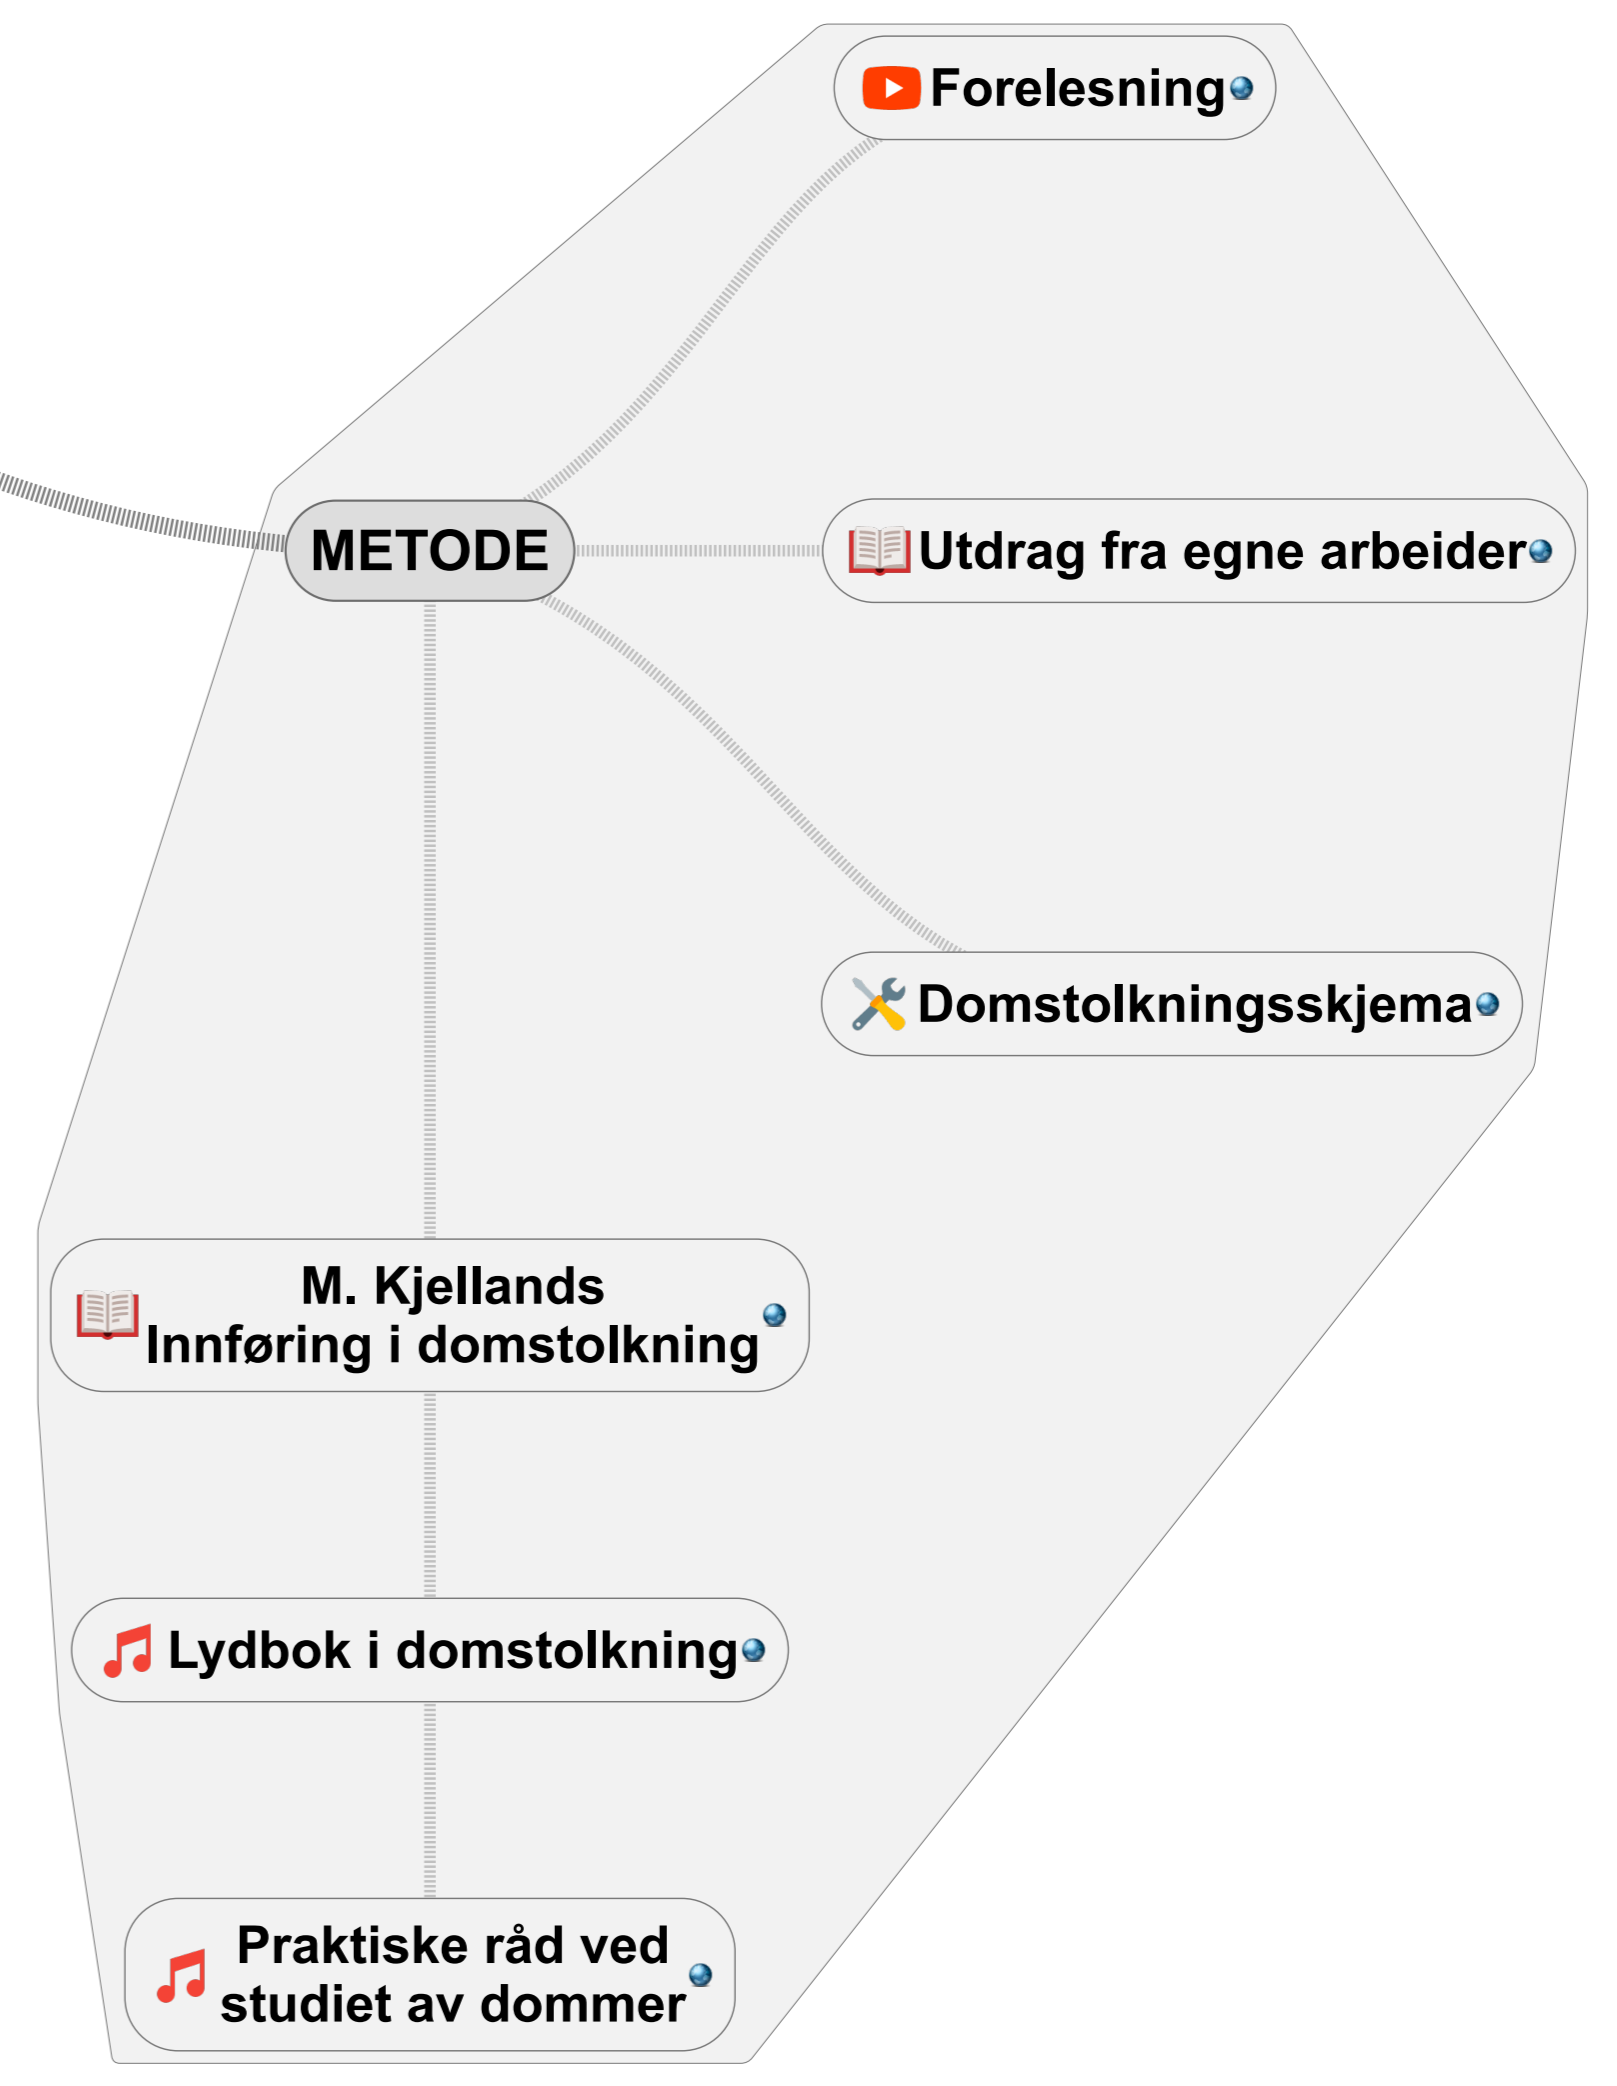 Forelesning
METODE
Utdrag fra egne arbeider
Domstolkningsskjema
M. Kjellands
Innføring i domstolkning
Lydbok i domstolkning
Praktiske råd ved
studiet av dommer